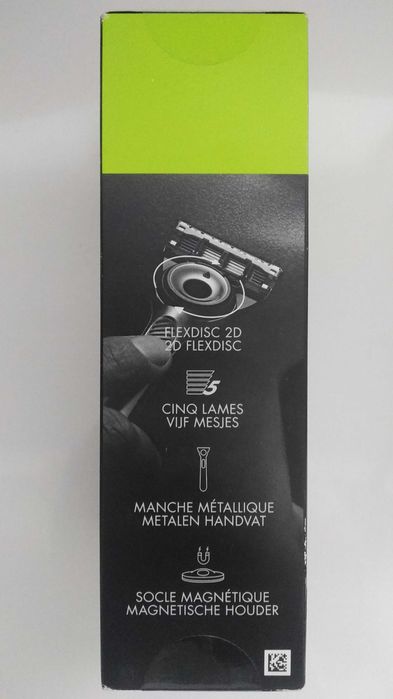 FLEXDISC 2D
2D FLEXDISC
5
CINQ LAMES
VIJF MESJES
MANCHE MÉTALLIQUE
METALEN HANDVAT
SOCLE MAGNÉTIQUE
MAGNETISCHE HOUDER